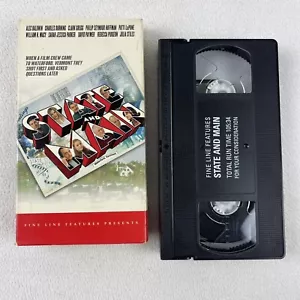 ALEC BALDWIN CHARLES DURNING CLARK GREGG PHILIP SEYMOUR HOFFMAN PATTI LuPONE
WILLIAM H. MACY SARAH JESSICA PARKER DAVID PAYMER REBECCA PIDGEON JULIA STILES
WHEN A FILM CREW CAME
TO WATERFORD, VERMONT THEY
SHOT FIRST AND ASKED
QUESTIONS LATER
STATE
AND
MAIN
FINE LINE FEATURES PRESENTS
FINE LINE FEATURES
STATE AND MAIN
TOTAL RUN TIME 105:34
FOR YOUR CONSIDERATION